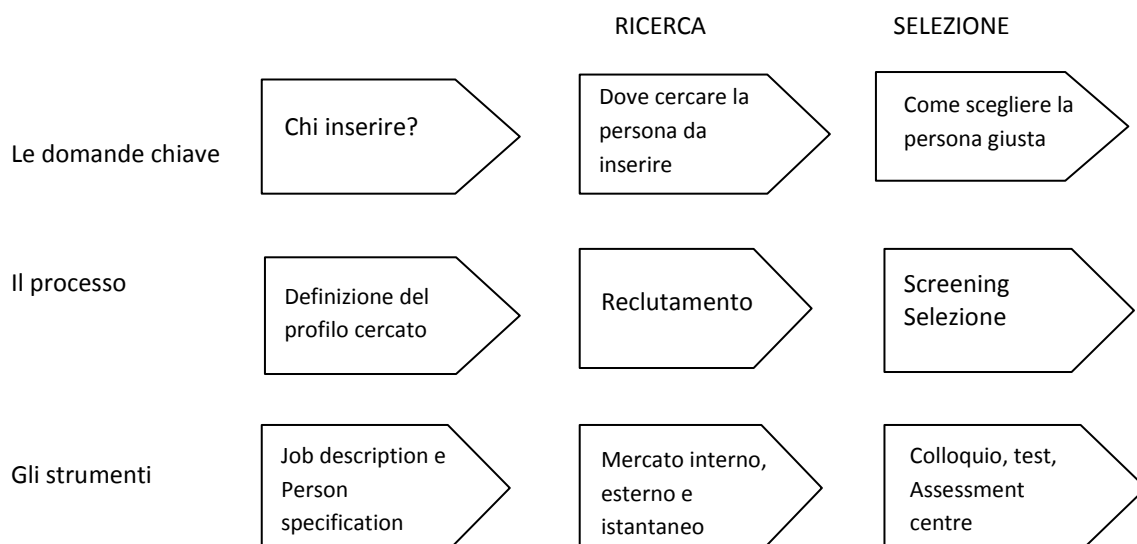 RICERCA
SELEZIONE
Le domande chiave
Chi inserire?
Dove cercare la
persona da
inserire
Come scegliere la
persona giusta
Il processo
Definizione del
profilo cercato
Reclutamento
Screening
Selezione
Gli strumenti
Job description e
Person
specification
Mercato interno,
esterno e
istantaneo
Colloquio, test,
Assessment
centre